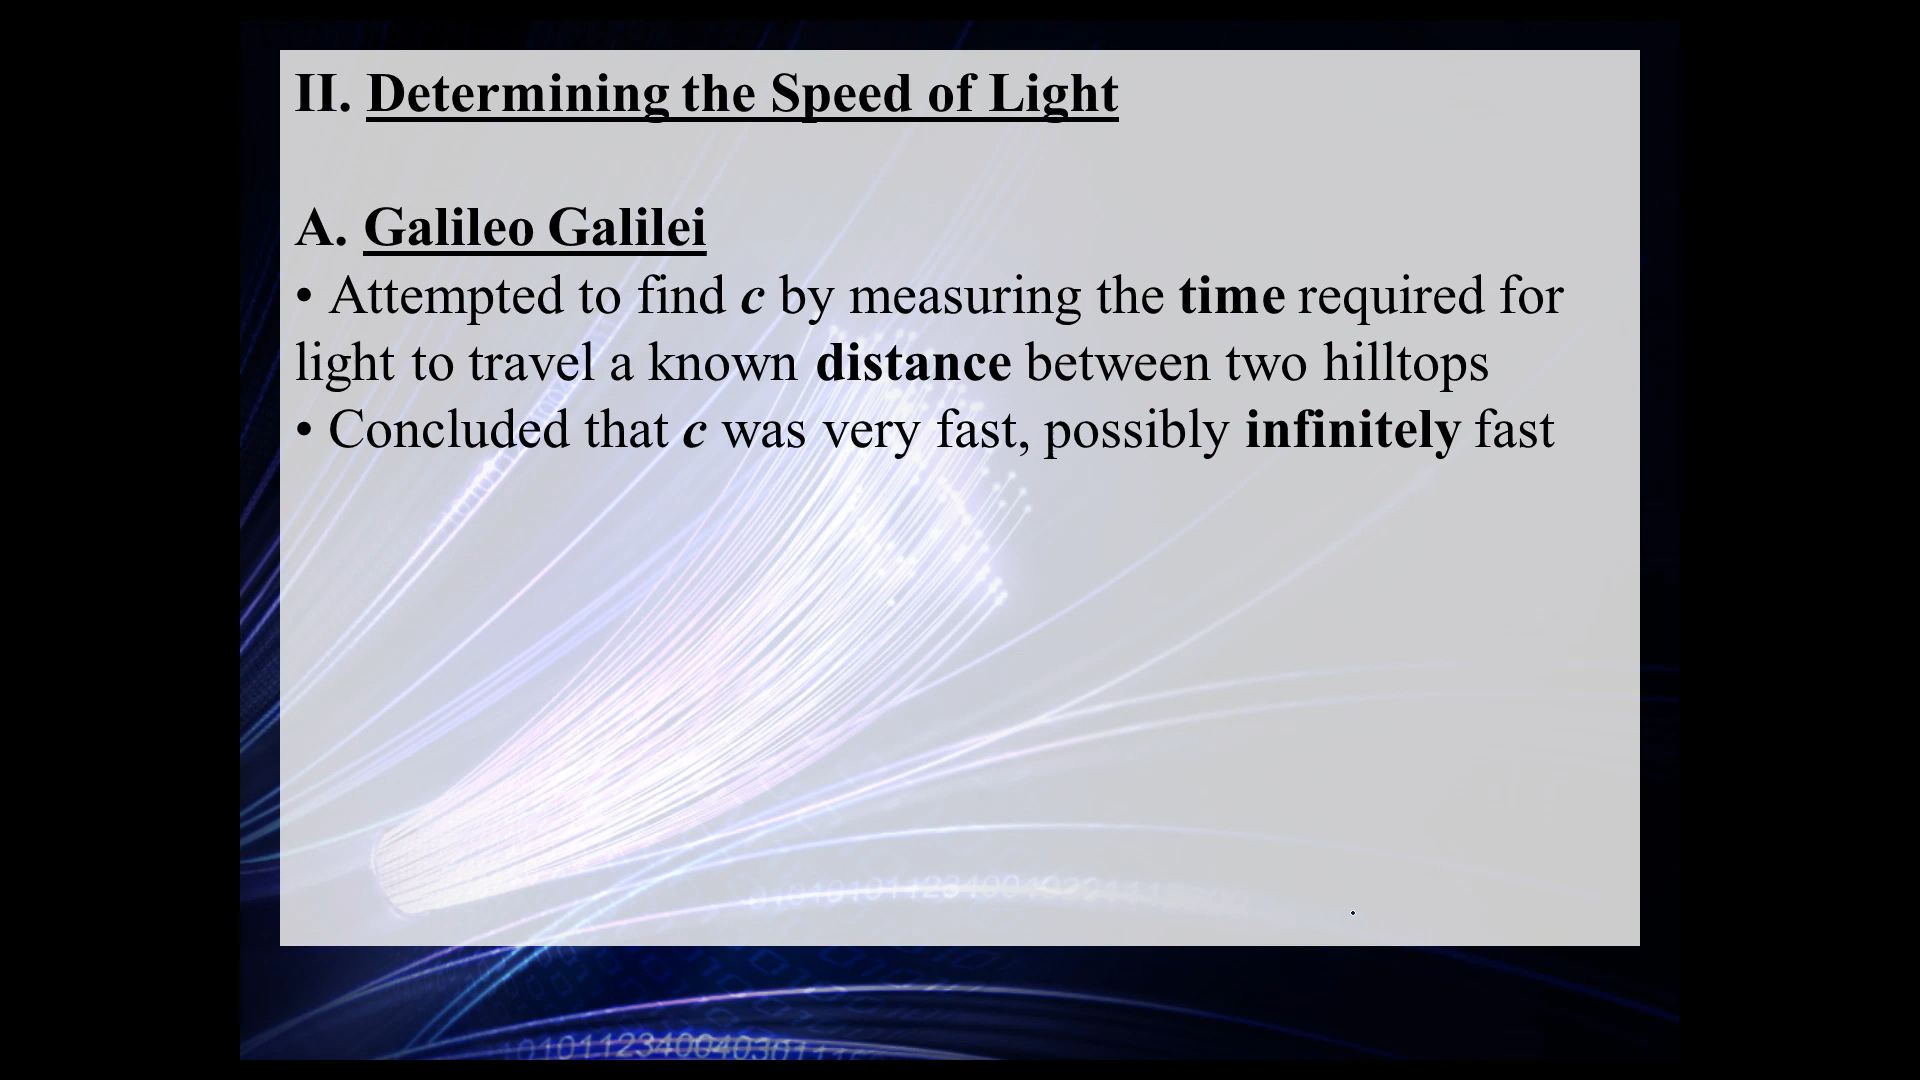 II. Determining the Speed of Light
A. Galileo Galilei
• Attempted to find c by measuring the time required for
light to travel a known distance between two hilltops
• Concluded that c was very fast, possibly infinitely fast